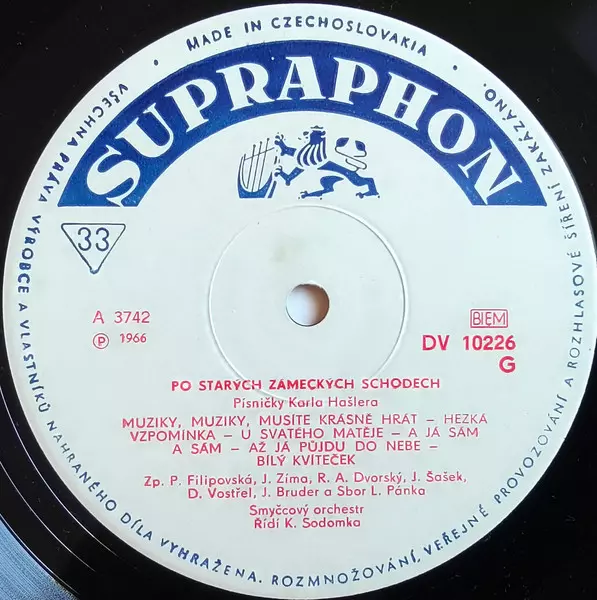 • MADE IN CZECHOSLOVAKIA •
SUPRAPHON
VŠECHNA PRÁVA VÝROBCE A VLASTNÍKŮ NAHRANÉHO DÍLA VYHRAŽENA. ROZMNOŽOVÁNÍ, VEŘEJNÉ PROVOZOVÁNÍ A ROZHLASOVÉ ŠÍŘENÍ ZAKÁZÁNO.
33
A 3742
Ⓟ 1966
BIEM
DV 10226
G
PO STARÝCH ZÁMECKÝCH SCHODECH
Písničky Karla Hašlera
MUZIKY, MUZIKY, MUSÍTE KRÁSNĚ HRÁT – HEZKÁ
VZPOMÍNKA – U SVATÉHO MATĚJE – A JÁ SÁM
A SÁM – AŽ JÁ PŮJDU DO NEBE –
BÍLÝ KVÍTEČEK
Zp. P. Filipovská, J. Zíma, R. A. Dvorský, J. Šašek,
D. Vostřel, J. Bruder a Sbor L. Pánka
Smyčcový orchestr
Řídí K. Sodomka